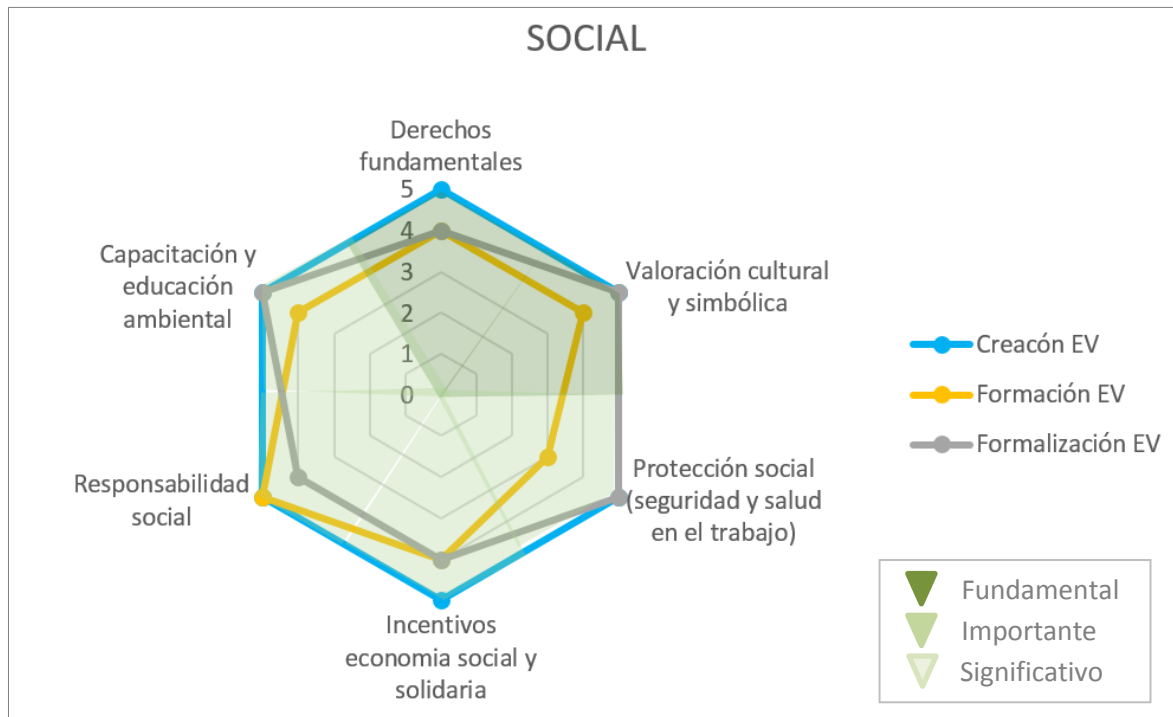 SOCIAL
Derechos
fundamentales
5
4
3
2
1
0
Capacitación y
educación
ambiental
Valoración cultural
y simbólica
Responsabilidad
social
Protección social
(seguridad y salud
en el trabajo)
Incentivos
economia social y
solidaria
Creacón EV
Formación EV
Formalización EV
Fundamental
Importante
Significativo